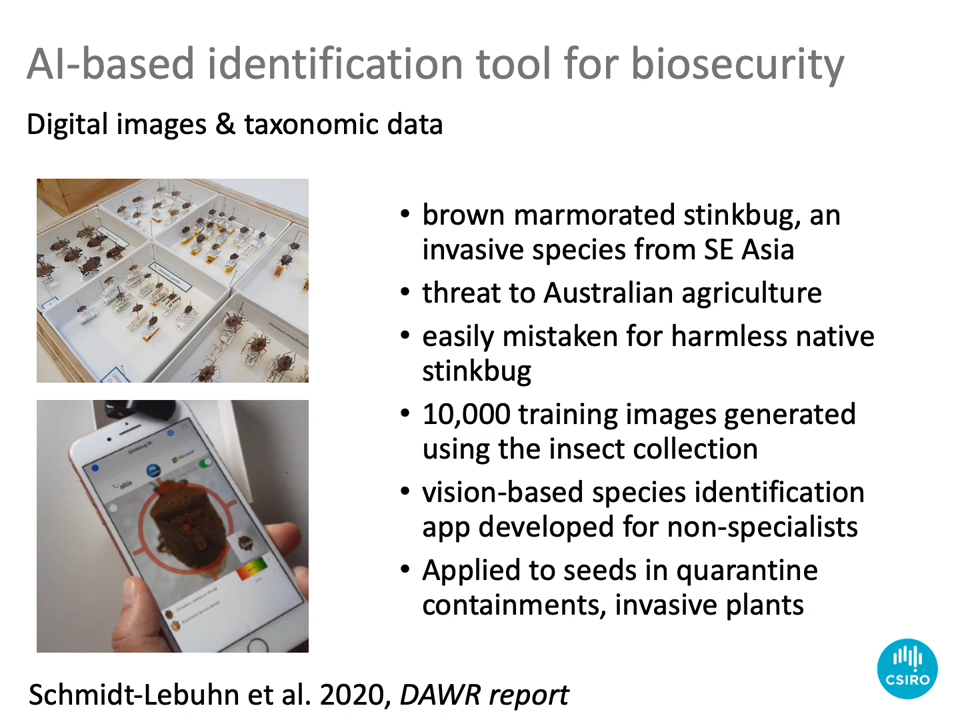 AI-based identification tool for biosecurity
Digital images & taxonomic data
• brown marmorated stinkbug, an
invasive species from SE Asia
• threat to Australian agriculture
• easily mistaken for harmless native
stinkbug
• 10,000 training images generated
using the insect collection
• vision-based species identification
app developed for non-specialists
• Applied to seeds in quarantine
containments, invasive plants
CSIRO
Schmidt-Lebuhn et al. 2020, DAWR report